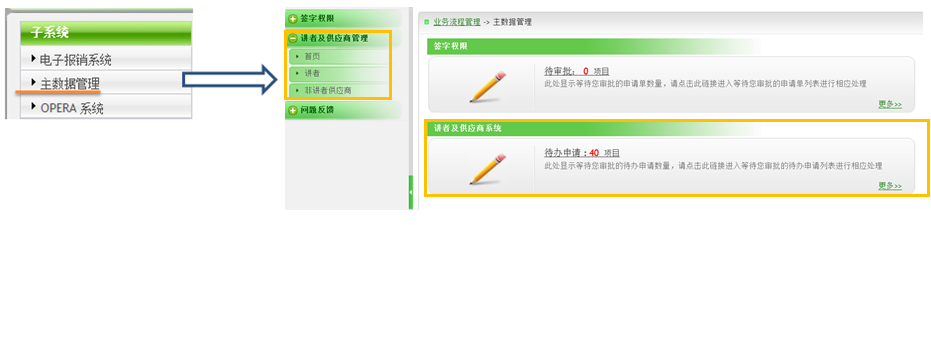 子系统
电子报销系统
主数据管理
OPERA 系统
签字权限
讲者及供应商管理
首页
讲者
非讲者供应商
问题反馈
业务流程管理 -> 主数据管理
签字权限
待审批： 0 项目
此处显示等待您审批的申请单数量，请点击此链接进入等待您审批的申请单列表进行相应处理
更多>>
讲者及供应商系统
待办申请：40 项目
此处显示等待您审批的待办申请数量，请点击此链接进入等待您审批的待办申请列表进行相应处理
更多>>